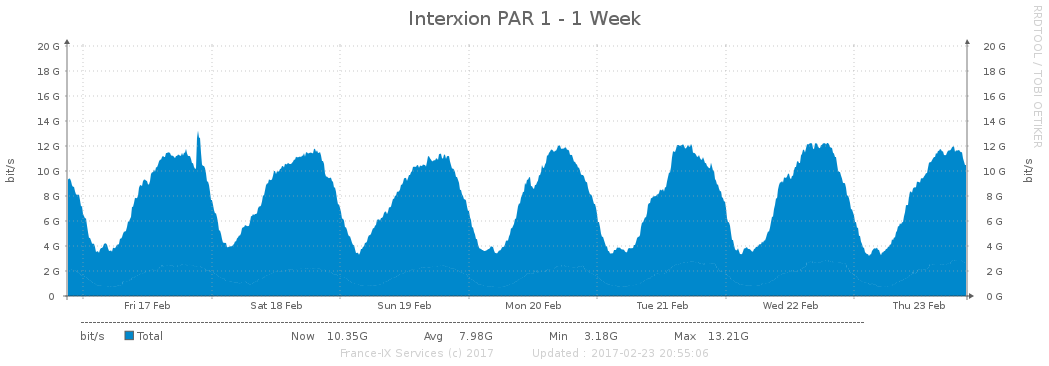 Interxion PAR 1 - 1 Week
RRDTOOL / TOBI OETIKER
bit/s
20 G
20 G
18 G
18 G
16 G
16 G
14 G
14 G
12 G
12 G
10 G
10 G
8 G
8 G
6 G
6 G
4 G
4 G
2 G
2 G
0
0 G
bit/s
Fri 17 Feb
Sat 18 Feb
Sun 19 Feb
Mon 20 Feb
Tue 21 Feb
Wed 22 Feb
Thu 23 Feb
bit/s Total Now 10.35G Avg 7.98G Min 3.18G Max 13.21G
France-IX Services (c) 2017 Updated : 2017-02-23 20:55:06